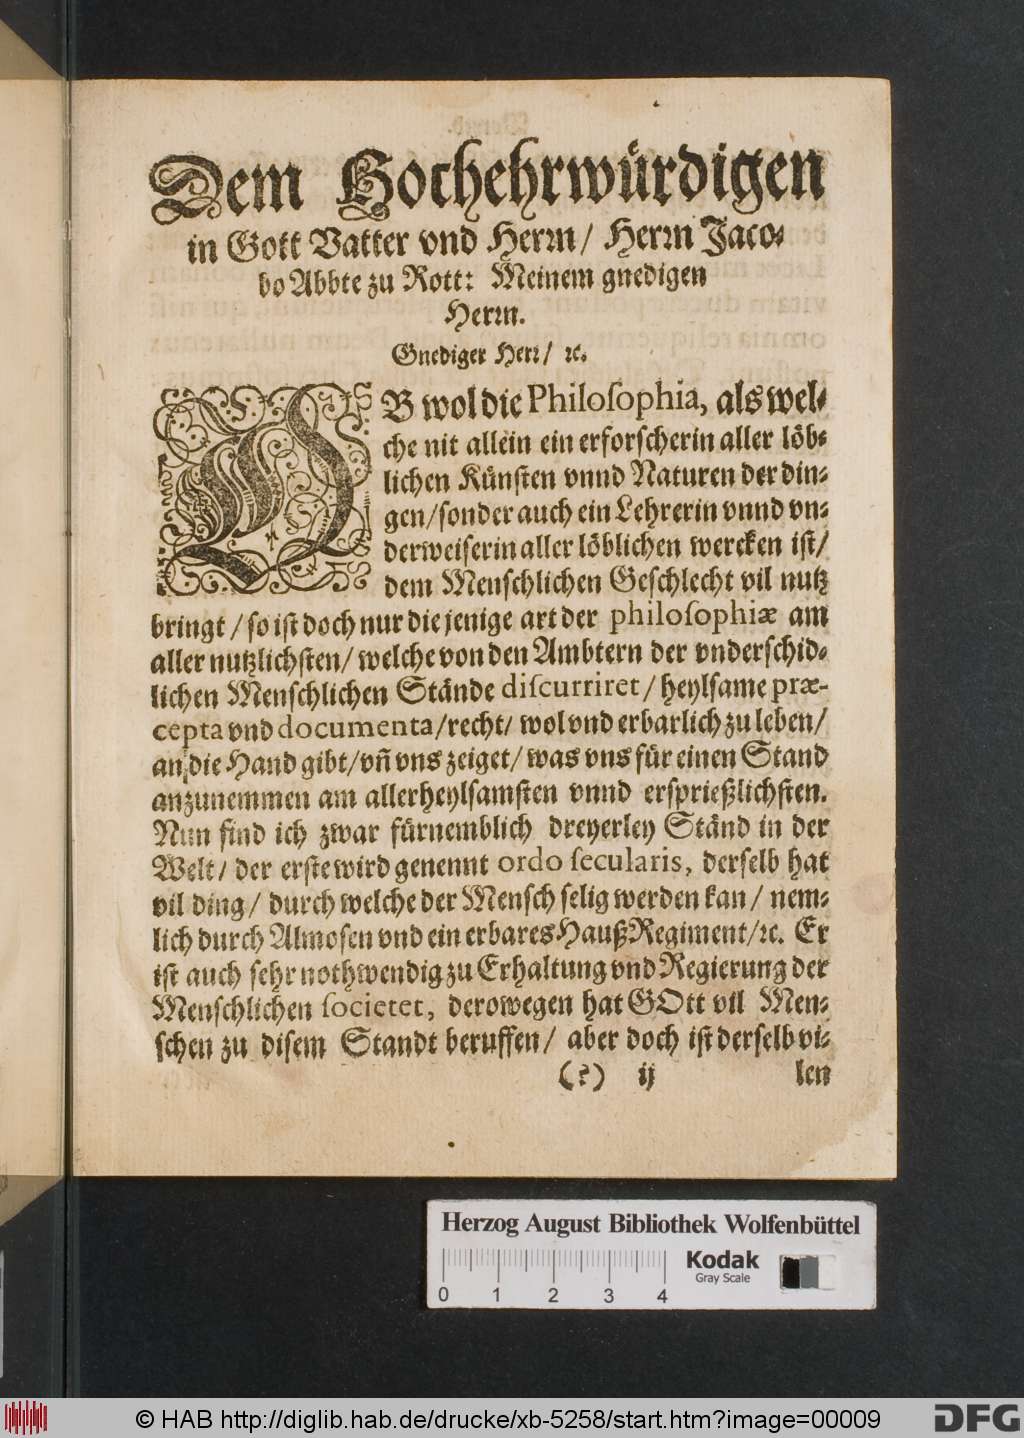 Dem Hochehrwürdigen
in Gott Vatter vnd Herrn/ Herrn Jaco-
bo Abbte zu Rott: Meinem gnedigen
Herrn.
Gnediger Herr/ ꝛc.
OB wol die Philoſophia, als wel-
che nit allein ein erforscherin aller löb-
lichen Künsten vnnd Naturen der din-
gen/sonder auch ein Lehrerin vnnd vn-
derweiserin aller löblichen wercken ist/
dem Menschlichen Geschlecht vil nutz
bringt/so ist doch nur die jenige art der philoſophiæ am
aller nutzlichsten/ welche von den Ambtern der vnderschid-
lichen Menschlichen Stände diſcurriret/heylsame præ-
cepta vnd documenta/recht/ wol vnd erbarlich zu leben/
an die Hand gibt/vñ vns zeiget/ was vns für einen Stand
anzunemmen am allerheylsamsten vnnd ersprießlichsten.
Nun find ich zwar fürnemblich dreyerley Ständ in der
Welt/ der erste wird genennt ordo ſecularis, derselb hat
vil ding/ durch welche der Mensch selig werden kan/ nem-
lich durch Almosen vnd ein erbares Hauß Regiment/ꝛc. Er
ist auch sehr nothwendig zu Erhaltung vnd Regierung der
Menschlichen ſocietet, derowegen hat GOtt vil Men-
schen zu disem Standt beruffen/ aber doch ist derselb vi-
(?) ij len
Herzog August Bibliothek Wolfenbüttel
Kodak
Gray Scale
0 1 2 3 4
© HAB http://diglib.hab.de/drucke/xb-5258/start.htm?image=00009
DFG